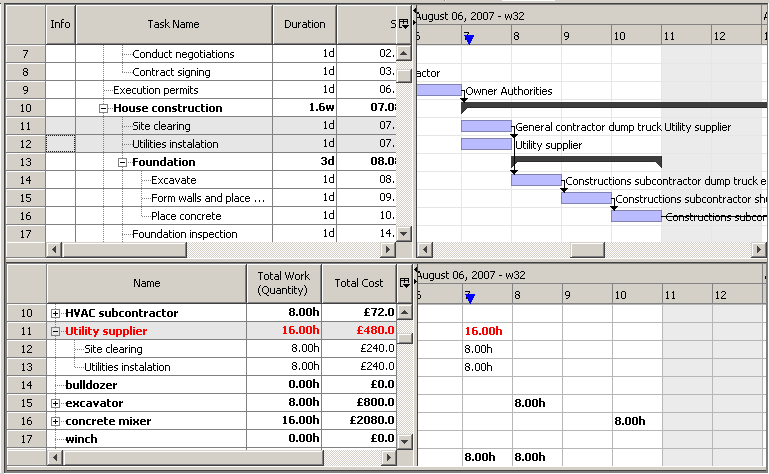 Info Task Name Duration S August 06, 2007 - w32
6 7 8 9 10 11 12 13
7 Conduct negotiations 1d 02.
8 Contract signing 1d 03. actor
9 Execution permits 1d 06. Owner Authorities
10 House construction 1.6w 07.08
11 Site clearing 1d 07. General contractor dump truck Utility supplier
12 Utilities instalation 1d 07. Utility supplier
13 Foundation 3d 08.08
14 Excavate 1d 08. Constructions subcontractor dump truck e
15 Form walls and place ... 1d 09. Constructions subcontractor sho
16 Place concrete 1d 10. Constructions subcon
17 Foundation inspection 1d 14.
Name Total Work (Quantity) Total Cost August 06, 2007 - w32
6 7 8 9 10 11 12 13
10 HVAC subcontractor 8.00h £72.0
11 Utility supplier 16.00h £480.0 16.00h
12 Site clearing 8.00h £240.0 8.00h
13 Utilities instalation 8.00h £240.0 8.00h
14 bulldozer 0.00h £0.0
15 excavator 8.00h £800.0 8.00h
16 concrete mixer 16.00h £2080.0 10.00h
17 winch 0.00h £0.0
8.00h 8.00h